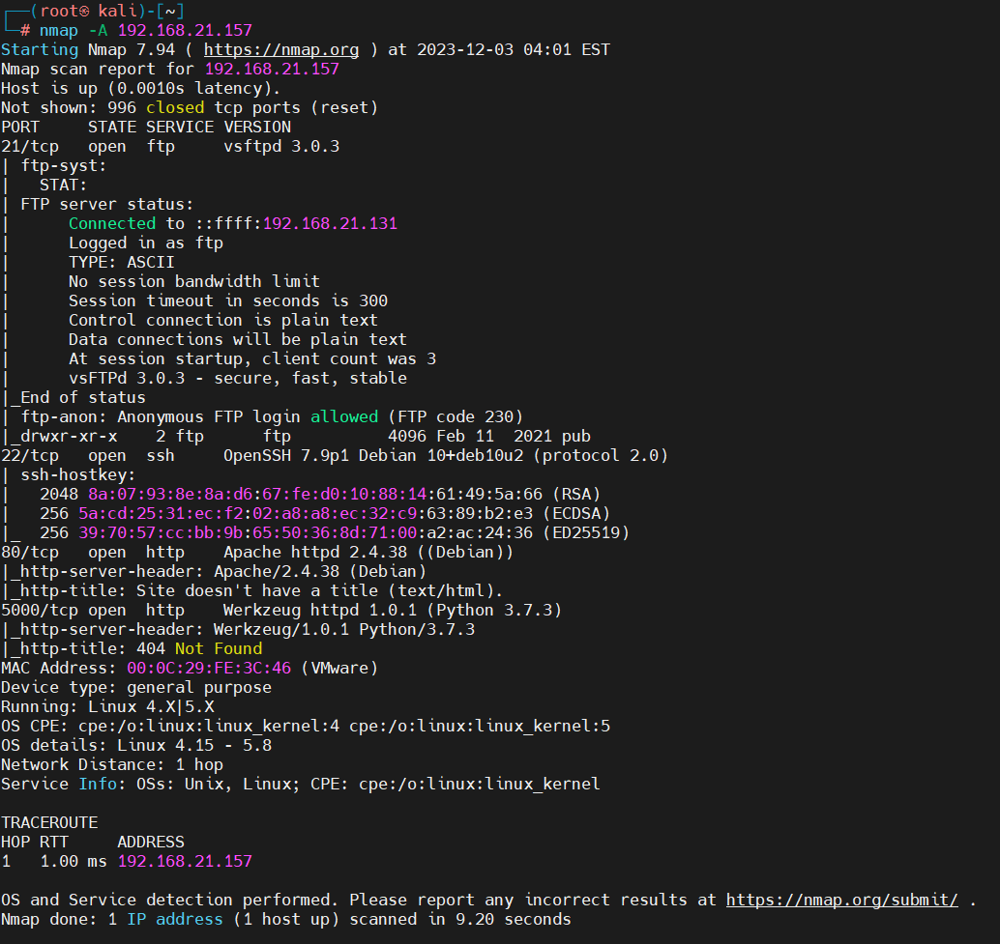 ┌──(root㉿ kali)-[~]
└─# nmap -A 192.168.21.157
Starting Nmap 7.94 ( https://nmap.org ) at 2023-12-03 04:01 EST
Nmap scan report for 192.168.21.157
Host is up (0.0010s latency).
Not shown: 996 closed tcp ports (reset)
PORT     STATE SERVICE VERSION
21/tcp   open  ftp     vsftpd 3.0.3
| ftp-syst:
|   STAT:
| FTP server status:
|      Connected to ::ffff:192.168.21.131
|      Logged in as ftp
|      TYPE: ASCII
|      No session bandwidth limit
|      Session timeout in seconds is 300
|      Control connection is plain text
|      Data connections will be plain text
|      At session startup, client count was 3
|      vsFTPd 3.0.3 - secure, fast, stable
|_End of status
| ftp-anon: Anonymous FTP login allowed (FTP code 230)
|_drwxr-xr-x    2 ftp      ftp          4096 Feb 11  2021 pub
22/tcp   open  ssh     OpenSSH 7.9p1 Debian 10+deb10u2 (protocol 2.0)
| ssh-hostkey:
|   2048 8a:07:93:8e:8a:d6:67:fe:d0:10:88:14:61:49:5a:66 (RSA)
|   256 5a:cd:25:31:ec:f2:02:a8:a8:ec:32:c9:63:89:b2:e3 (ECDSA)
|_  256 39:70:57:cc:bb:9b:65:50:36:8d:71:00:a2:ac:24:36 (ED25519)
80/tcp   open  http    Apache httpd 2.4.38 ((Debian))
|_http-server-header: Apache/2.4.38 (Debian)
|_http-title: Site doesn't have a title (text/html).
5000/tcp open  http    Werkzeug httpd 1.0.1 (Python 3.7.3)
|_http-server-header: Werkzeug/1.0.1 Python/3.7.3
|_http-title: 404 Not Found
MAC Address: 00:0C:29:FE:3C:46 (VMware)
Device type: general purpose
Running: Linux 4.X|5.X
OS CPE: cpe:/o:linux:linux_kernel:4 cpe:/o:linux:linux_kernel:5
OS details: Linux 4.15 - 5.8
Network Distance: 1 hop
Service Info: OSs: Unix, Linux; CPE: cpe:/o:linux:linux_kernel

TRACEROUTE
HOP RTT     ADDRESS
1   1.00 ms 192.168.21.157

OS and Service detection performed. Please report any incorrect results at https://nmap.org/submit/ .
Nmap done: 1 IP address (1 host up) scanned in 9.20 seconds